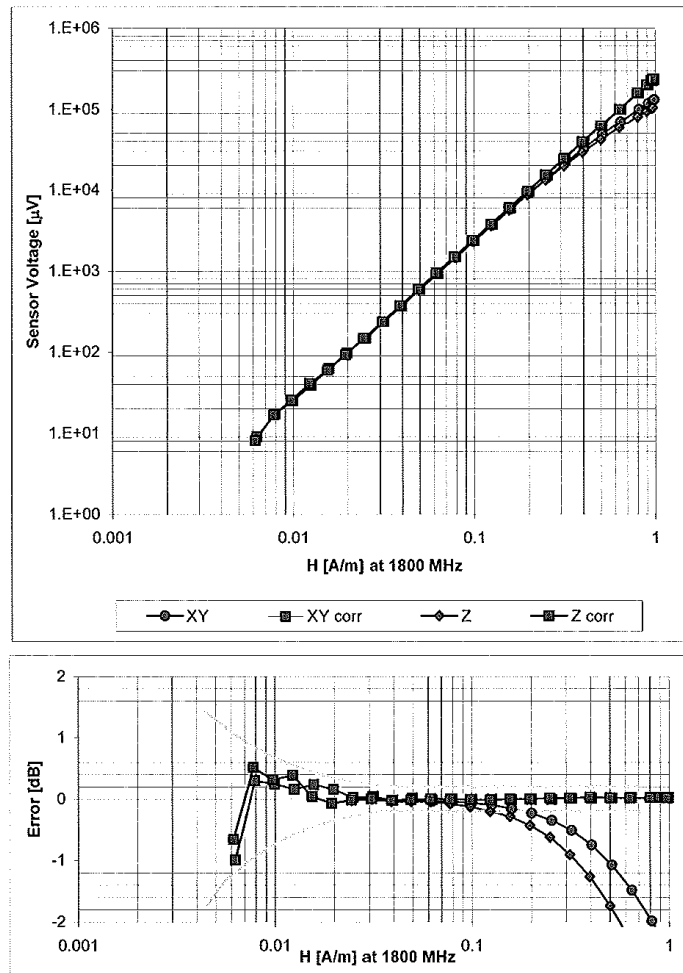 1.E+06
1.E+05
1.E+04
1.E+03
1.E+02
1.E+01
1.E+00
Sensor Voltage [µV]
0.001 0.01 0.1 1
H [A/m] at 1800 MHz
XY XY corr Z Z corr
2
1
0
-1
-2
Error [dB]
0.001 0.01 0.1 1
H [A/m] at 1800 MHz